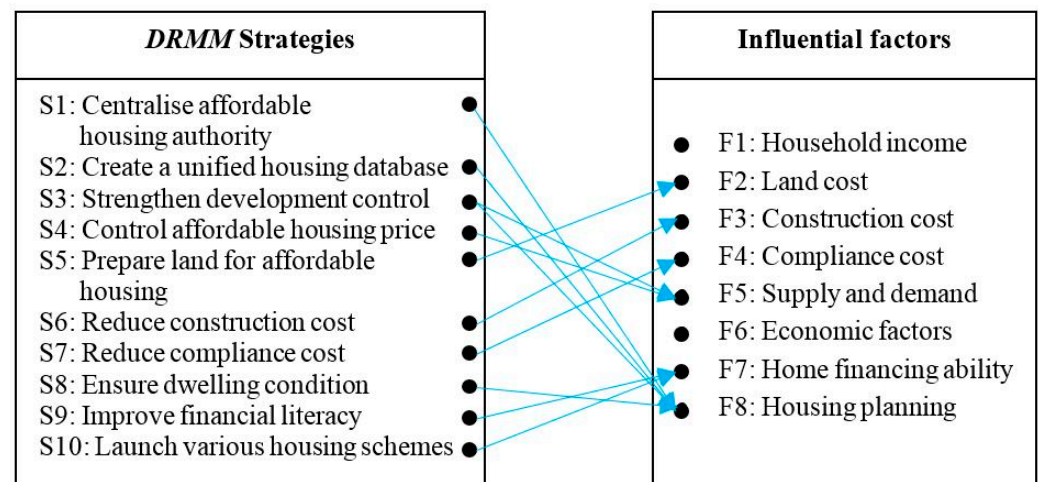 DRMM Strategies
S1: Centralise affordable
housing authority
S2: Create a unified housing database
S3: Strengthen development control
S4: Control affordable housing price
S5: Prepare land for affordable
housing
S6: Reduce construction cost
S7: Reduce compliance cost
S8: Ensure dwelling condition
S9: Improve financial literacy
S10: Launch various housing schemes
Influential factors
F1: Household income
F2: Land cost
F3: Construction cost
F4: Compliance cost
F5: Supply and demand
F6: Economic factors
F7: Home financing ability
F8: Housing planning